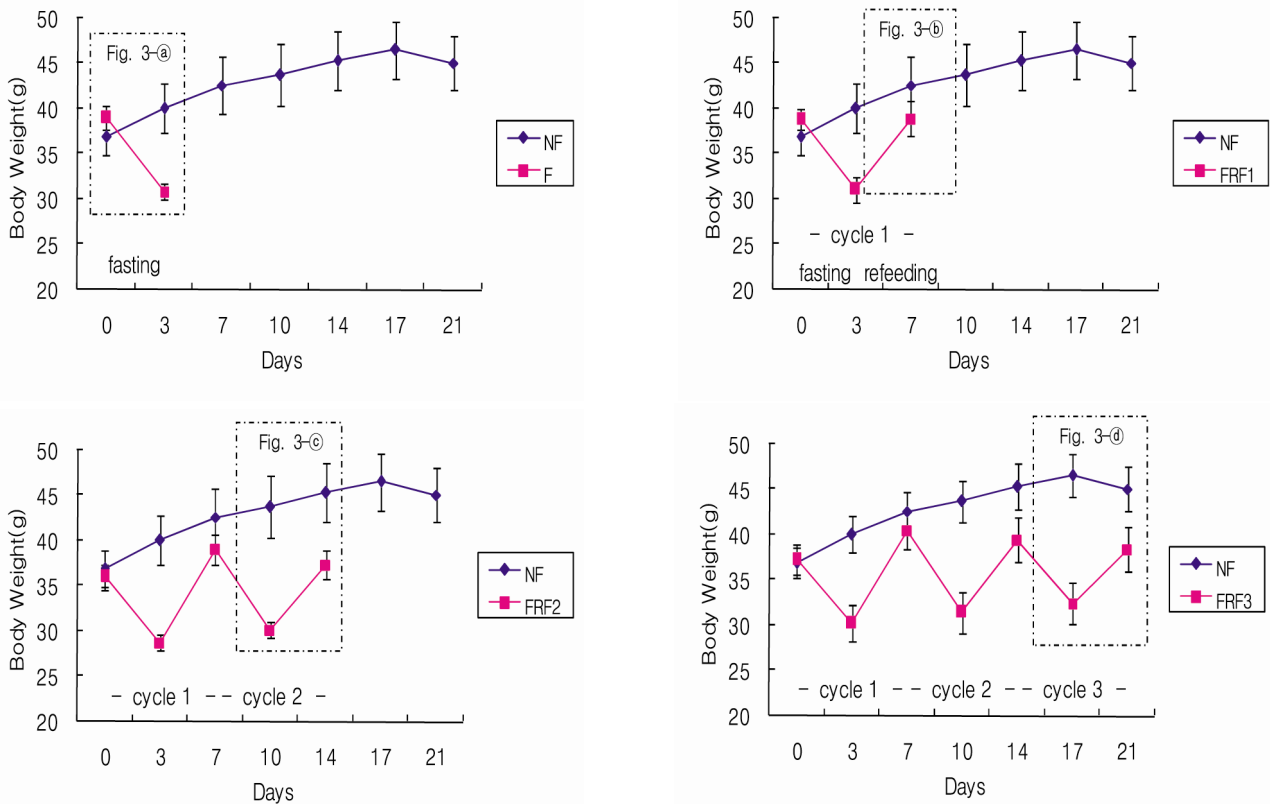 50
45
40
35
30
25
20
Body Weight(g)
Fig. 3-ⓐ
fasting
0 3 7 10 14 17 21
Days
NF
F
50
45
40
35
30
25
20
Body Weight(g)
Fig. 3-ⓑ
- cycle 1 -
fasting refeeding
0 3 7 10 14 17 21
Days
NF
FRF1
50
45
40
35
30
25
20
Body Weight(g)
Fig. 3-ⓒ
- cycle 1 -- cycle 2 -
0 3 7 10 14 17 21
Days
NF
FRF2
50
45
40
35
30
25
20
Body Weight(g)
Fig. 3-ⓓ
- cycle 1 -- cycle 2 -- cycle 3 -
0 3 7 10 14 17 21
Days
NF
FRF3